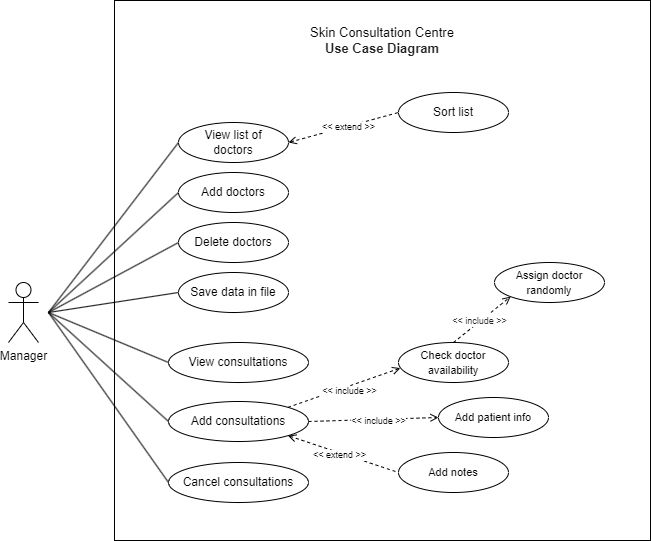 Skin Consultation Centre
Use Case Diagram
Sort list
<< extend >>
View list of
doctors
Add doctors
Delete doctors
Assign doctor
randomly
Save data in file
<< include >>
Manager
View consultations
Check doctor
availability
<< include >>
Add consultations
<< include >>
Add patient info
<< extend >>
Add notes
Cancel consultations